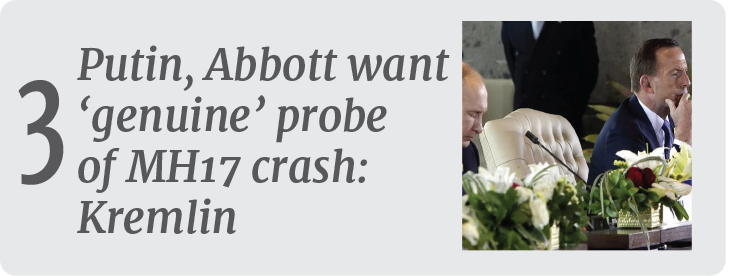 3
Putin, Abbott want
‘genuine’ probe
of MH17 crash:
Kremlin